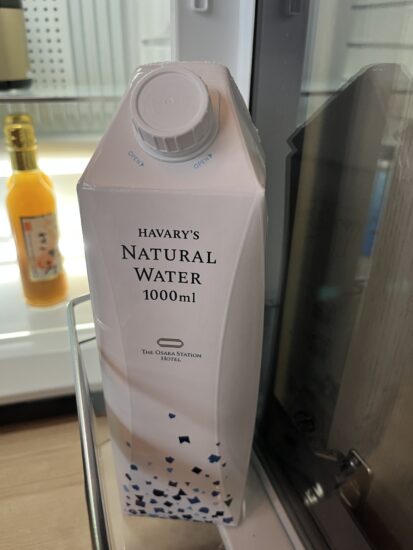 OPEN
OPEN
HAVARY'S
NATURAL
WATER
1000ml
THE OSAKA STATION
HOTEL